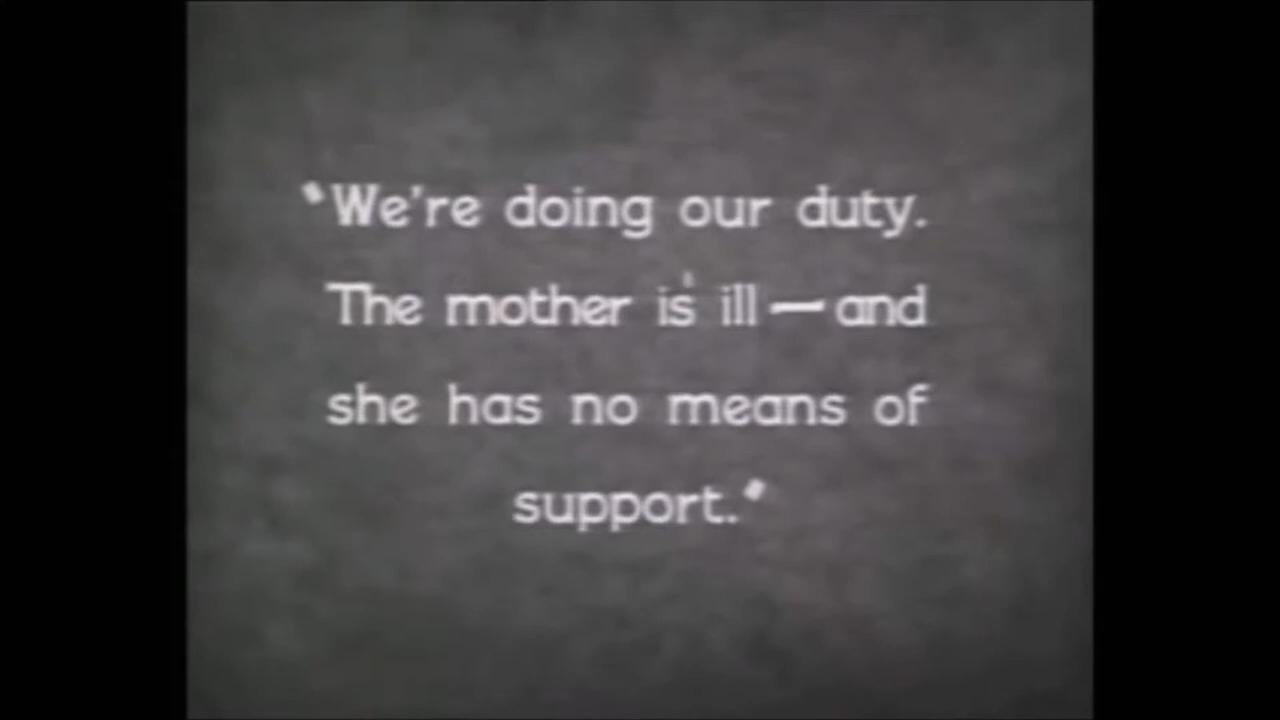 "We're doing our duty.
The mother is ill—and
she has no means of
support."